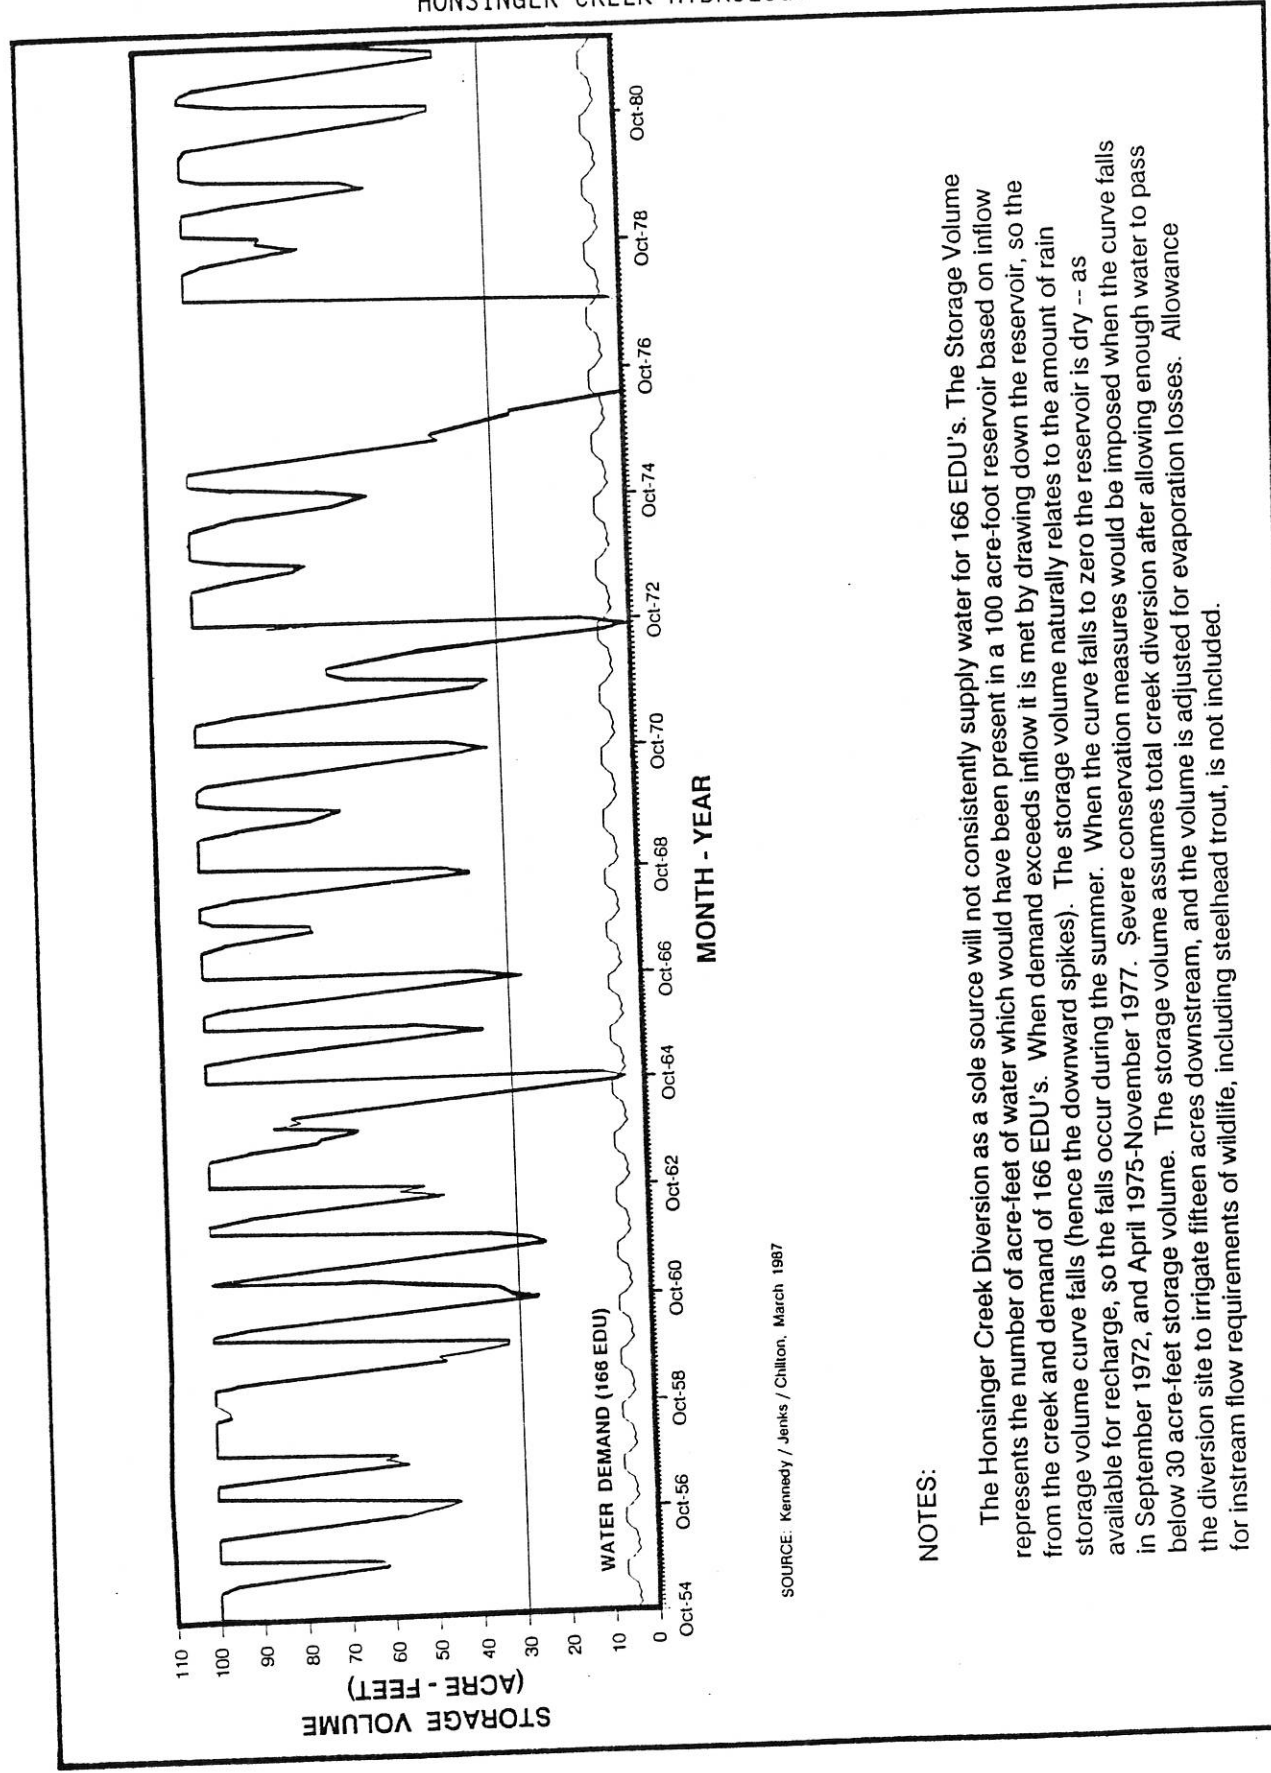 HONSINGER CREEK
STORAGE VOLUME
(ACRE - FEET)
110
100
90
80
70
60
50
40
30
20
10
0
WATER DEMAND (166 EDU)
Oct-54
Oct-56
Oct-58
Oct-60
Oct-62
Oct-64
Oct-66
Oct-68
Oct-70
Oct-72
Oct-74
Oct-76
Oct-78
Oct-80
MONTH - YEAR
SOURCE: Kennedy / Jenks / Chilton, March 1987
NOTES:
The Honsinger Creek Diversion as a sole source will not consistently supply water for 166 EDU's. The Storage Volume
represents the number of acre-feet of water which would have been present in a 100 acre-foot reservoir based on inflow
from the creek and demand of 166 EDU's. When demand exceeds inflow it is met by drawing down the reservoir, so the
storage volume curve falls (hence the downward spikes). The storage volume naturally relates to the amount of rain
available for recharge, so the falls occur during the summer. When the curve falls to zero the reservoir is dry -- as
in September 1972, and April 1975-November 1977. Severe conservation measures would be imposed when the curve falls
below 30 acre-feet storage volume. The storage volume assumes total creek diversion after allowing enough water to pass
the diversion site to irrigate fifteen acres downstream, and the volume is adjusted for evaporation losses. Allowance
for instream flow requirements of wildlife, including steelhead trout, is not included.